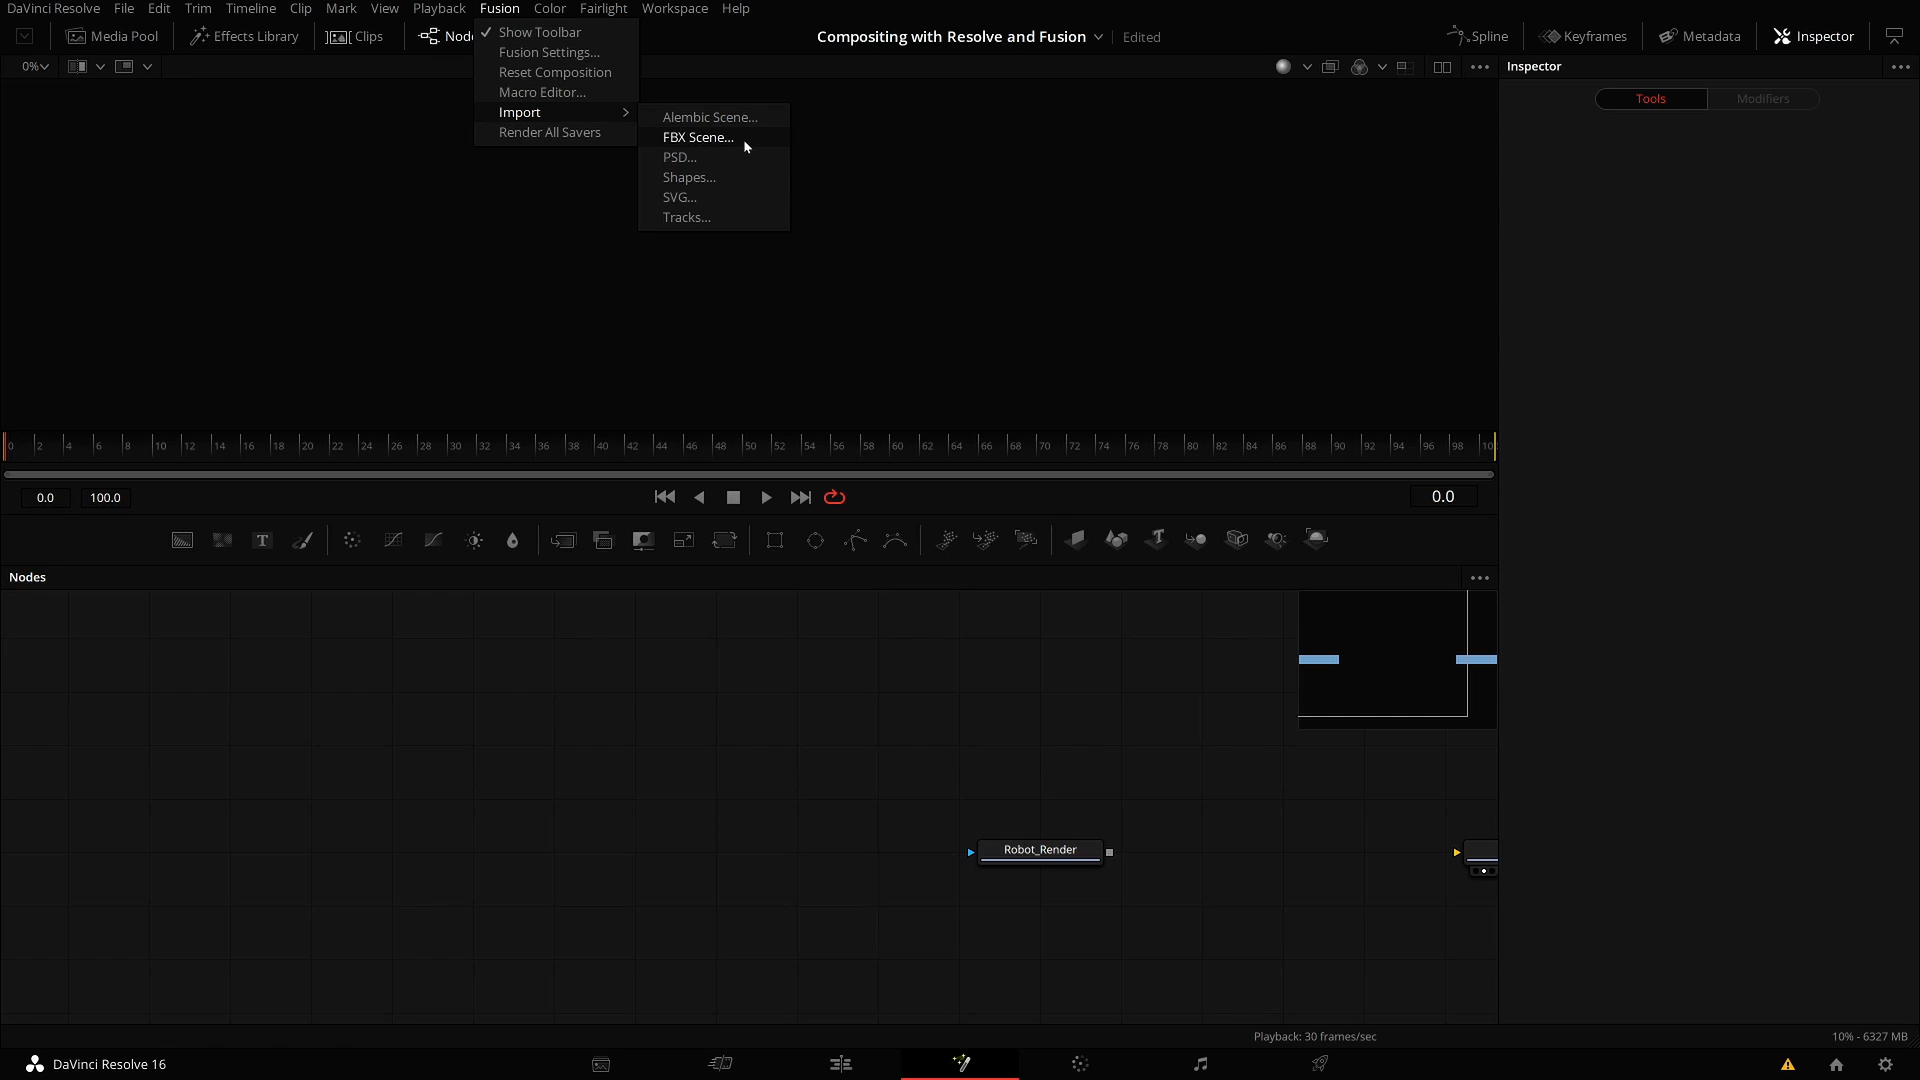 DaVinci Resolve File Edit Trim Timeline Clip Mark View Playback Fusion Color Fairlight Workspace Help
Media Pool Effects Library Clips Node Compositing with Resolve and Fusion Edited Spline Keyframes Metadata Inspector
Show Toolbar
Fusion Settings...
Reset Composition
Macro Editor...
Import
Render All Savers
Alembic Scene...
FBX Scene...
PSD...
Shapes...
SVG...
Tracks...
0%
Inspector
Tools Modifiers
0 2 4 6 8 10 12 14 16 18 20 22 24 26 28 30 32 34 36 38 40 42 44 46 48 50 52 54 56 58 60 62 64 66 68 70 72 74 76 78 80 82 84 86 88 90 92 94 96 98 10
0.0 100.0 0.0
Nodes
Robot_Render
Playback: 30 frames/sec 10% - 6327 MB
DaVinci Resolve 16